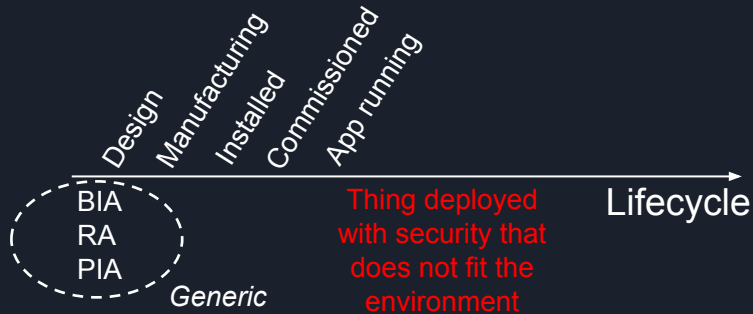 Design
Manufacturing
Installed
Commissioned
App running
Lifecycle
BIA
RA
PIA
Generic
Thing deployed
with security that
does not fit the
environment